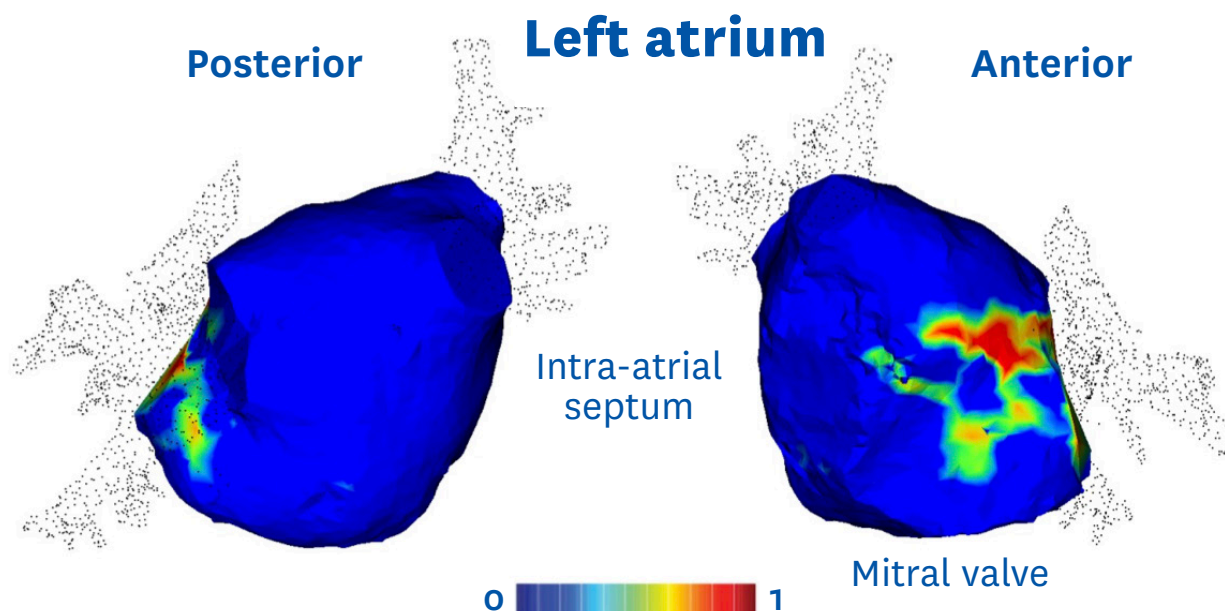 Left atrium
Posterior
Anterior
Intra-atrial
septum
Mitral valve
0
1